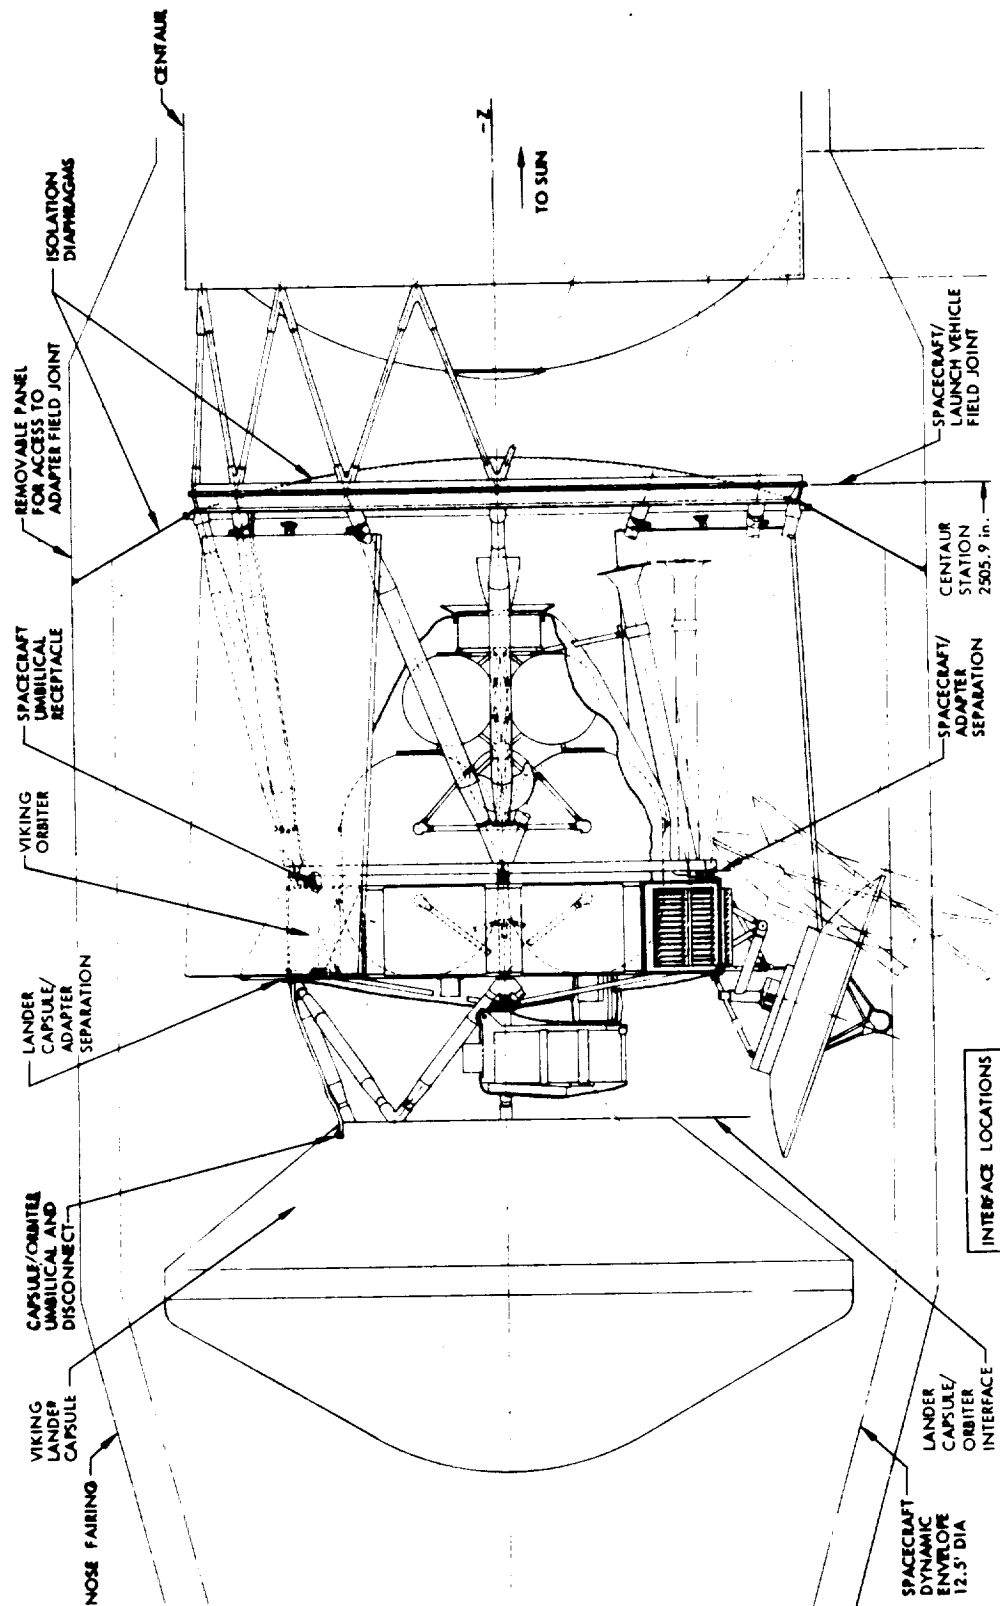 NOSE FAIRING
VIKING
LANDER
CAPSULE
CAPSULE/ORBITER
UMBILICAL AND
DISCONNECT
LANDER
CAPSULE/
ADAPTER
SEPARATION
VIKING
ORBITER
SPACECRAFT
UMBILICAL
RECEPTACLE
REMOVABLE PANEL
FOR ACCESS TO
ADAPTER FIELD JOINT
ISOLATION
DIAPHRAGMS
CENTAUR
-Z
TO SUN
SPACECRAFT
DYNAMIC
ENVELOPE
12.5' DIA
LANDER
CAPSULE/
ORBITER
INTERFACE
INTERFACE LOCATIONS
SPACECRAFT/
ADAPTER
SEPARATION
CENTAUR
STATION
2505.9 in.
SPACECRAFT/
LAUNCH VEHICLE
FIELD JOINT